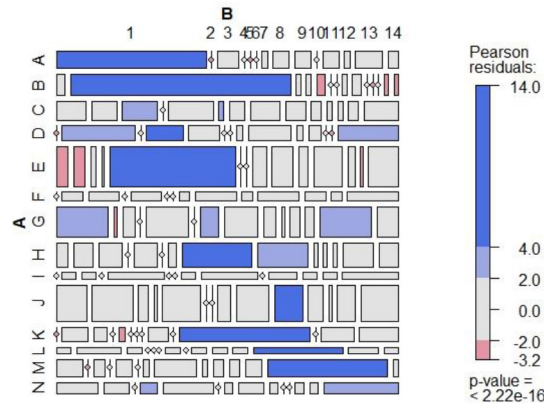 B
1 2 3 4 5 6 7 8 9 10 11 12 13 14
A
A
B
C
D
E
F
G
H
I
J
K
L
M
N
Pearson
residuals:
14.0
4.0
2.0
0.0
-2.0
-3.2
p-value =
< 2.22e-16